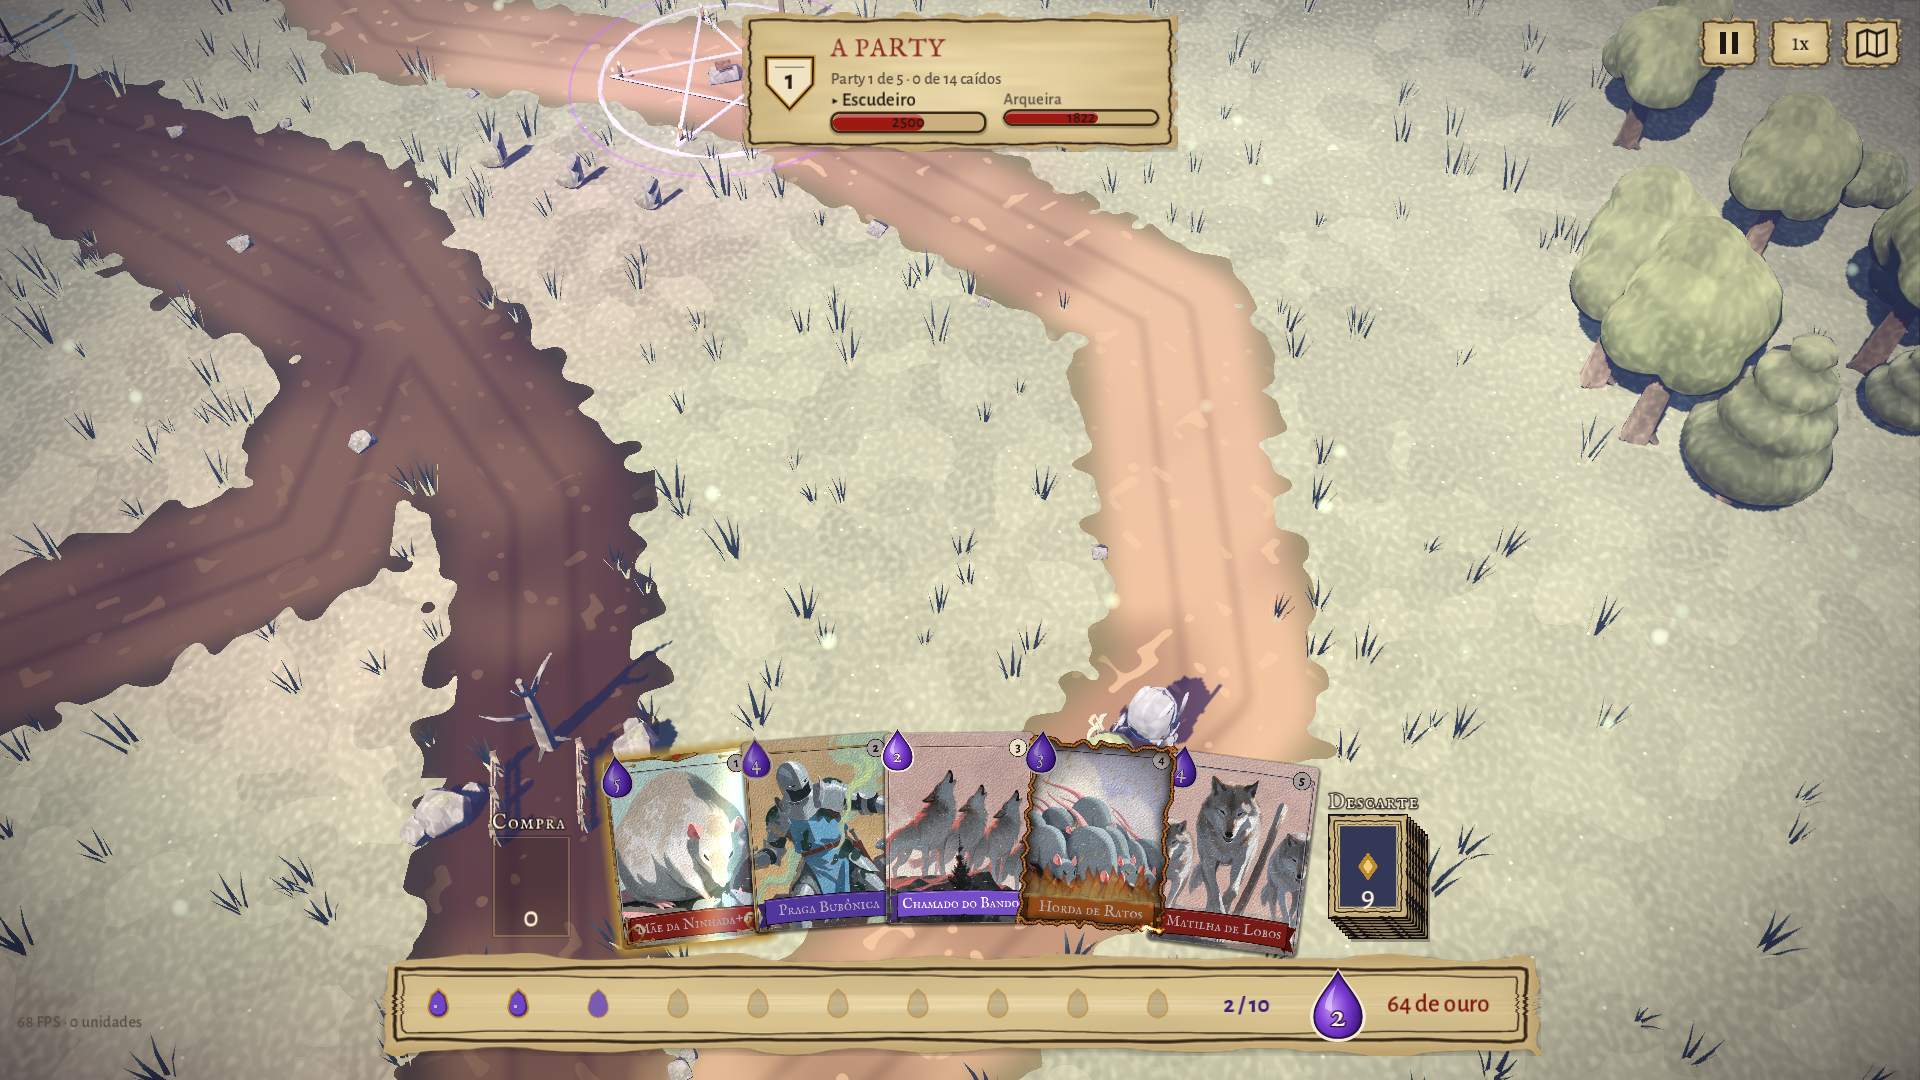 A PARTY
1
Party 1 de 5 · 0 de 14 caídos
▸ Escudeiro
Arqueira
2500
1822
1x
5
1
4
2
2
3
3
4
4
5
Mãe da Ninhada+
Praga Bubônica
Chamado do Bando
Horda de Ratos
Matilha de Lobos
Compra
0
Descarte
9
2/10
2
64 de ouro
68 FPS · 0 unidades